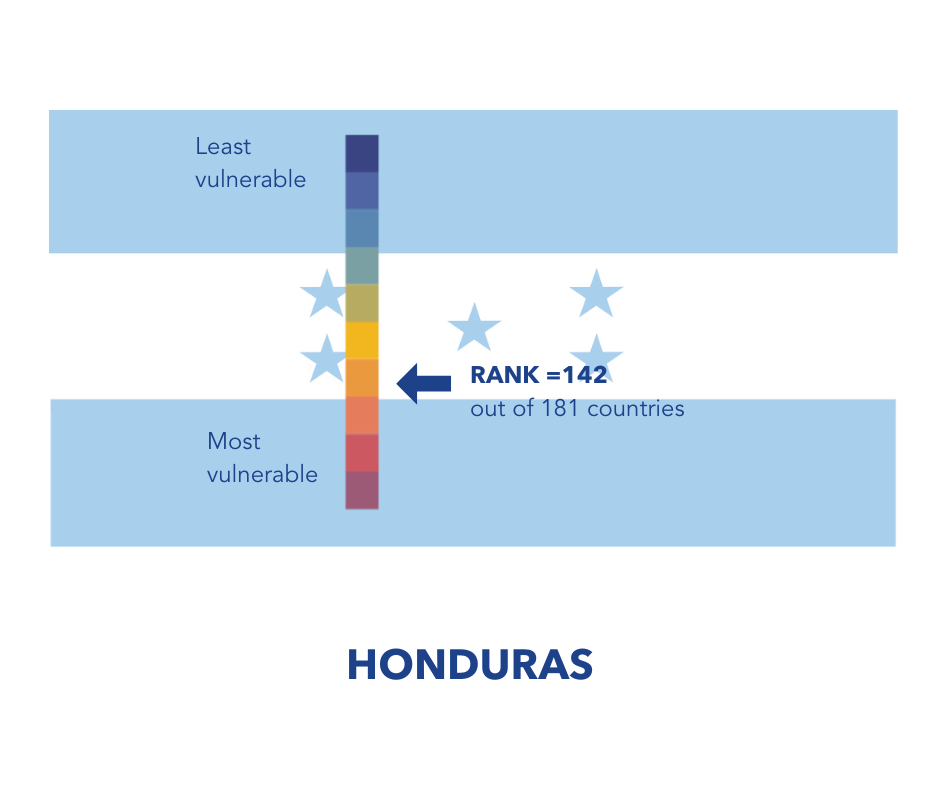 Least
vulnerable
RANK =142
out of 181 countries
Most
vulnerable
HONDURAS